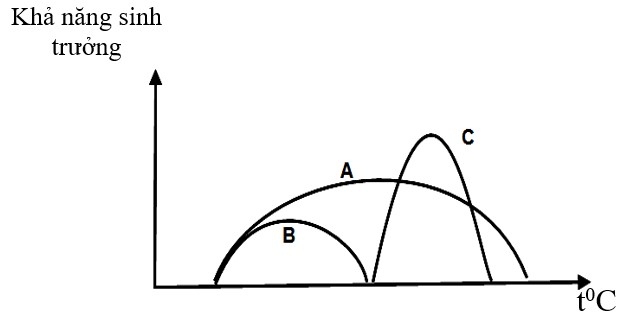 Khả năng sinh
trưởng
C
A
B
t⁰C